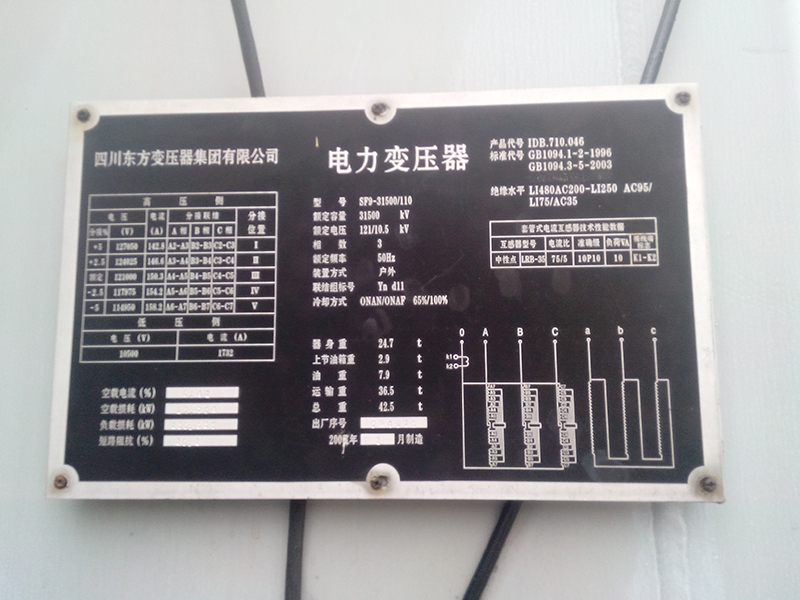 四川东方变压器集团有限公司
电力变压器
产品代号 IDB.710.046
标准代号 GB1094.1-2-1996
GB1094.3~5-2003
绝缘水平 LI480AC200-LI250 AC95/
LI75/AC35
高压侧
电压 电流 分接联结 分接位置
分接% (V) (A) A相 B相 C相
+5 127050 142.8 A2-A3 B2-B3 C2-C3 I
+2.5 124025 146.6 A3-A4 B3-B4 C3-C4 II
额定 121000 150.3 A4-A5 B4-B5 C4-C5 III
-2.5 117975 154.2 A5-A6 B5-B6 C5-C6 IV
-5 114950 158.2 A6-A7 B6-B7 C6-C7 V
低压侧
电压 (V) 电流 (A)
10500 1732
空载电流(%)
空载损耗(kW)
负载损耗(kW)
短路阻抗(%)
型号 SF9-31500/110
额定容量 31500 kV
额定电压 121/10.5 kV
相数 3
频率 50Hz
装置方式 户外
联结组标号 Yn d11
冷却方式 ONAN/ONAF 65%/100%
器身重 24.7 t
上节油箱重 2.9 t
油重 7.9 t
运输重 36.5 t
总重 42.5 t
出厂序号
200 年 月制造
套管式电流互感器技术性能数据
互感器型号 电流比 准确级 负荷VA 接线端
中性点 LRB-35 75/5 10P10 10 K1-K2
0 A B C a b c
k1
k2